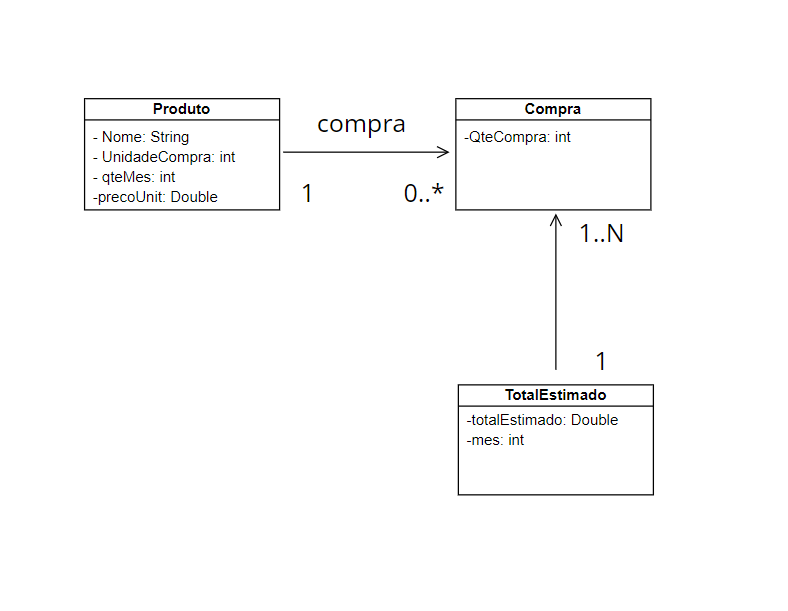 Produto
- Nome: String
- UnidadeCompra: int
- qteMes: int
-precoUnit: Double
compra
1
0..*
Compra
-QteCompra: int
1..N
1
TotalEstimado
-totalEstimado: Double
-mes: int